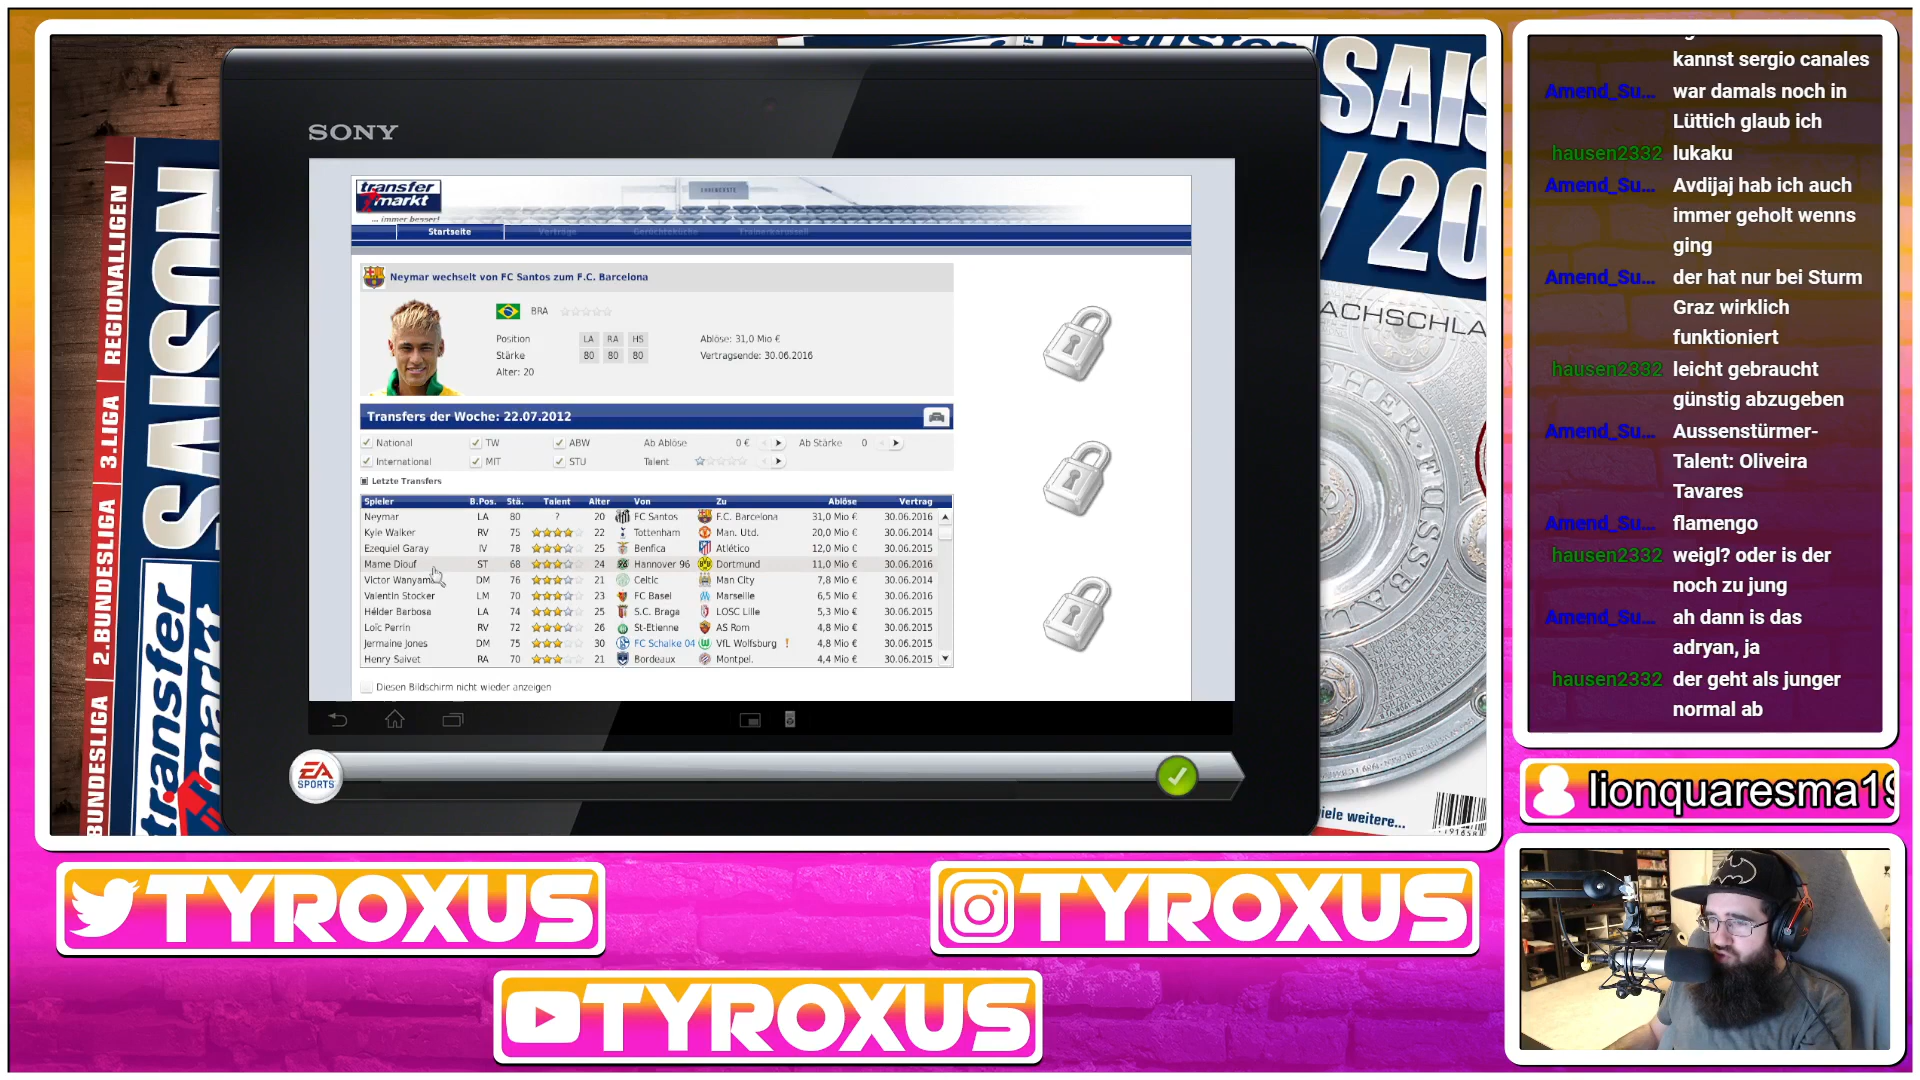 SONY
transfer
markt
... immer besser!
Startseite
Verträge
Gerüchteküche
Trainerkarussell
Neymar wechselt von FC Santos zum F.C. Barcelona
BRA
Position LA RA HS Ablöse: 31,0 Mio €
Stärke 80 80 80 Vertragsende: 30.06.2016
Alter: 20
Transfers der Woche: 22.07.2012
National TW ABW Ab Ablöse 0 € Ab Stärke 0
International MIT STU Talent
Letzte Transfers
Spieler B.Pos. Stä. Talent Alter Von Zu Ablöse Vertrag
Neymar LA 80 ? 20 FC Santos F.C. Barcelona 31,0 Mio € 30.06.2016
Kyle Walker RV 75 22 Tottenham Man. Utd. 20,0 Mio € 30.06.2014
Ezequiel Garay IV 78 25 Benfica Atlético 12,0 Mio € 30.06.2015
Mame Diouf ST 68 24 Hannover 96 Dortmund 11,0 Mio € 30.06.2016
Victor Wanyam DM 76 21 Celtic Man City 7,8 Mio € 30.06.2014
Valentin Stocker LM 70 23 FC Basel Marseille 6,5 Mio € 30.06.2016
Hélder Barbosa LA 74 25 S.C. Braga LOSC Lille 5,3 Mio € 30.06.2015
Loïc Perrin RV 72 26 St-Etienne AS Rom 4,8 Mio € 30.06.2015
Jermaine Jones DM 75 30 FC Schalke 04 VfL Wolfsburg ! 4,8 Mio € 30.06.2015
Henry Saivet RA 70 21 Bordeaux Montpel. 4,4 Mio € 30.06.2015
Diesen Bildschirm nicht wieder anzeigen
EA
SPORTS
REGIONALLIGEN
3.LIGA
2.BUNDESLIGA
BUNDESLIGA
SAISON
transfer
SAIS
/20
ACHSCHLA
iele weitere...
kannst sergio canales
Amend_Su... war damals noch in
Lüttich glaub ich
hausen2332 lukaku
Amend_Su... Avdijaj hab ich auch
immer geholt wenns
ging
Amend_Su... der hat nur bei Sturm
Graz wirklich
funktioniert
hausen2332 leicht gebraucht
günstig abzugeben
Amend_Su... Aussenstürmer-
Talent: Oliveira
Tavares
Amend_Su... flamengo
hausen2332 weigl? oder is der
noch zu jung
Amend_Su... ah dann is das
adryan, ja
hausen2332 der geht als junger
normal ab
lionquaresma19
TYROXUS
TYROXUS
TYROXUS